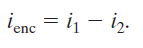 i_enc = i_1 − i_2.